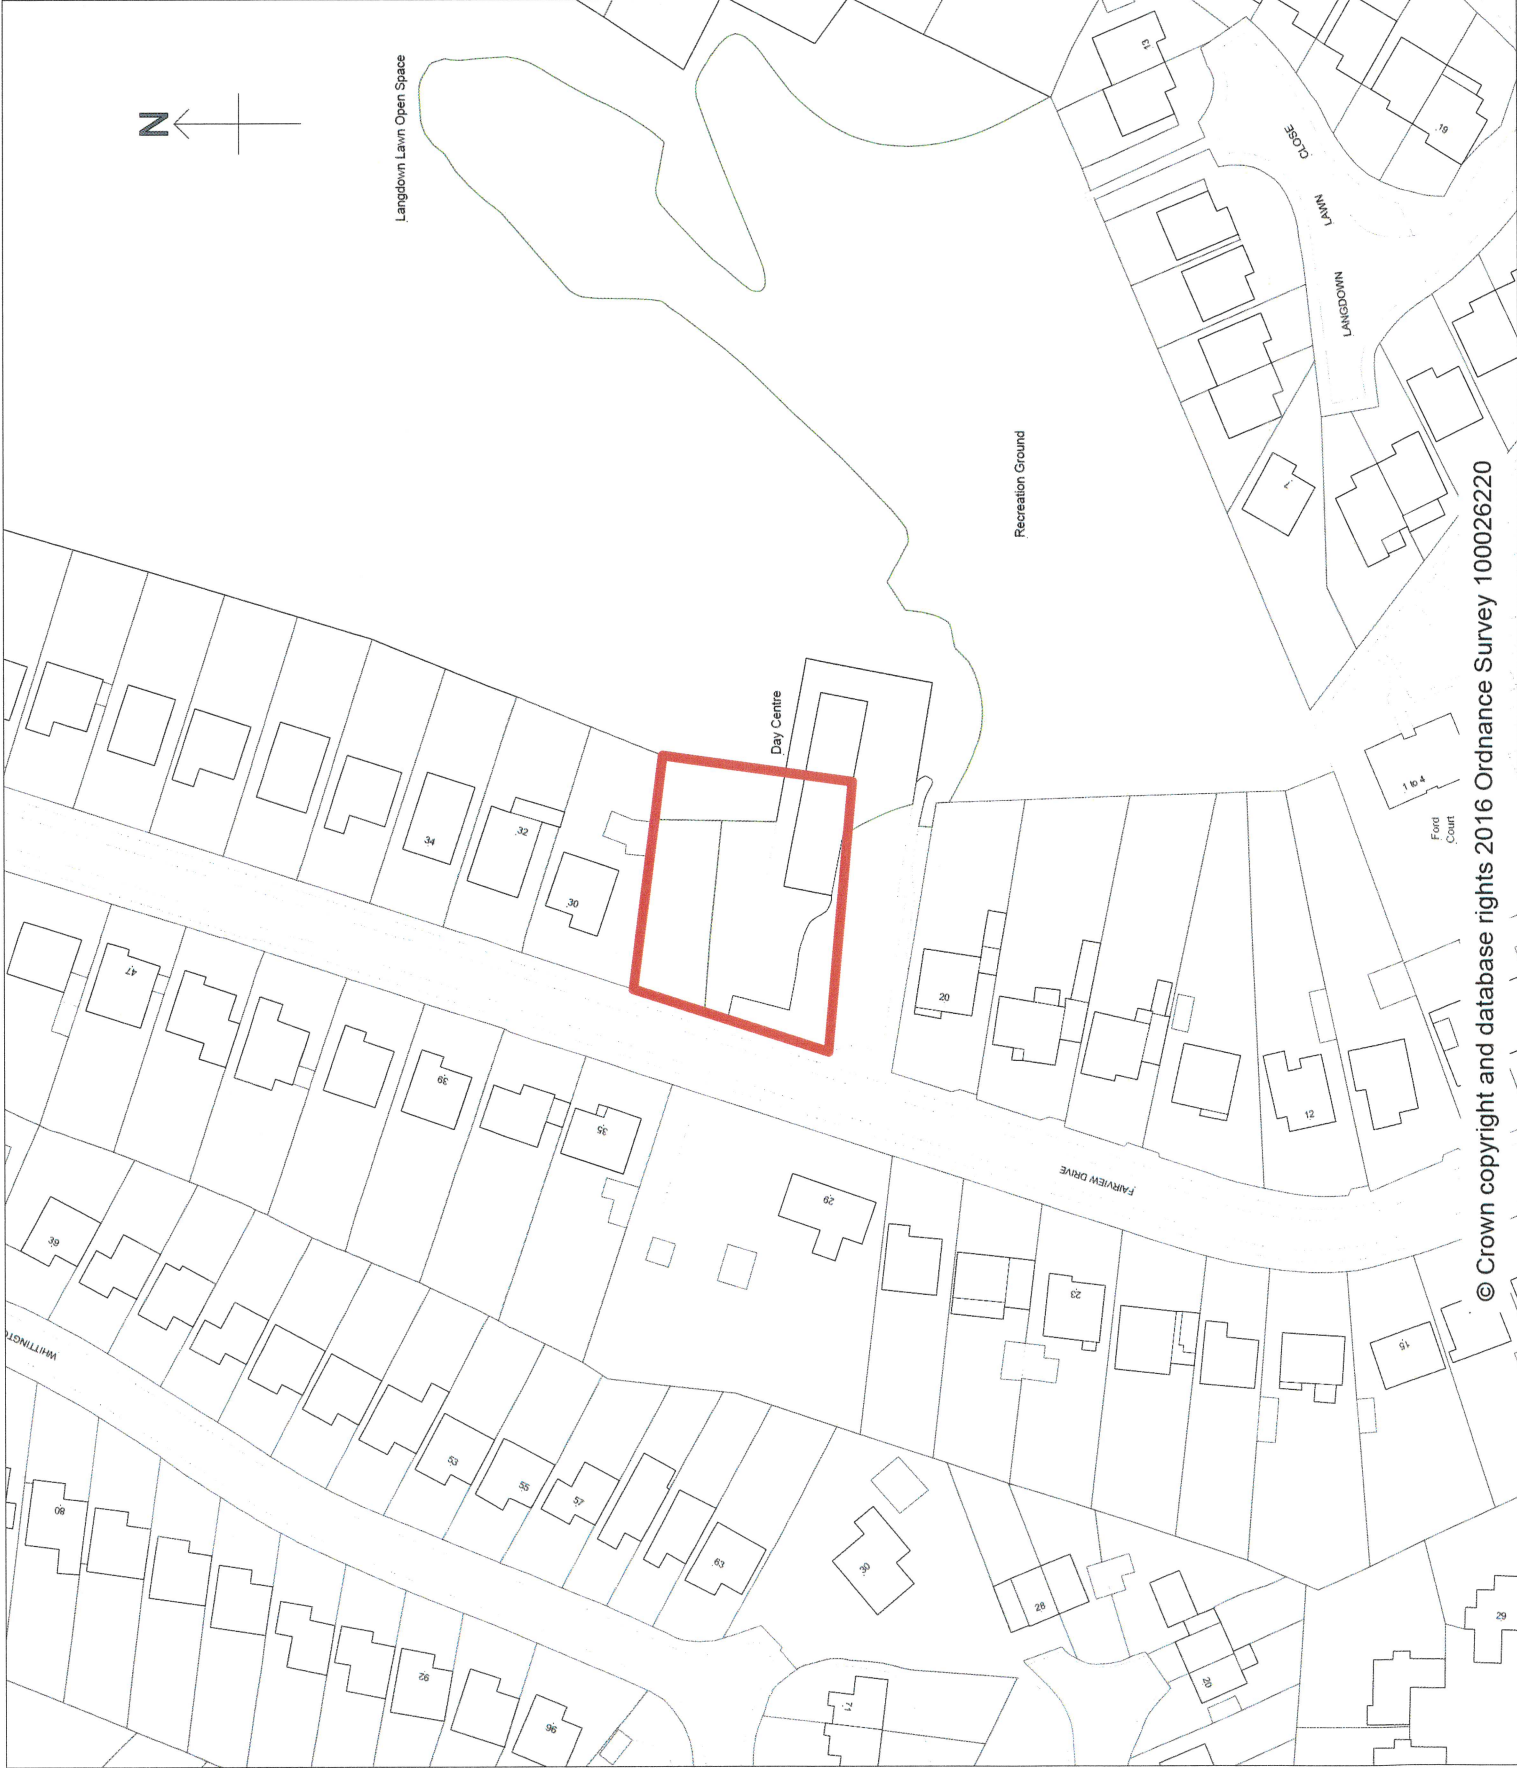 N
Langdown Lawn Open Space
13
CLOSE
19
LAWN
LANGDOWN
7
Recreation Ground
Day Centre
34
32
30
1 to 4
Ford
Court
47
39
35
20
12
FAIRVIEW DRIVE
29
23
15
39
WHITTINGTO
53
55
57
63
30
28
20
29
80
92
96
71
© Crown copyright and database rights 2016 Ordnance Survey 100026220